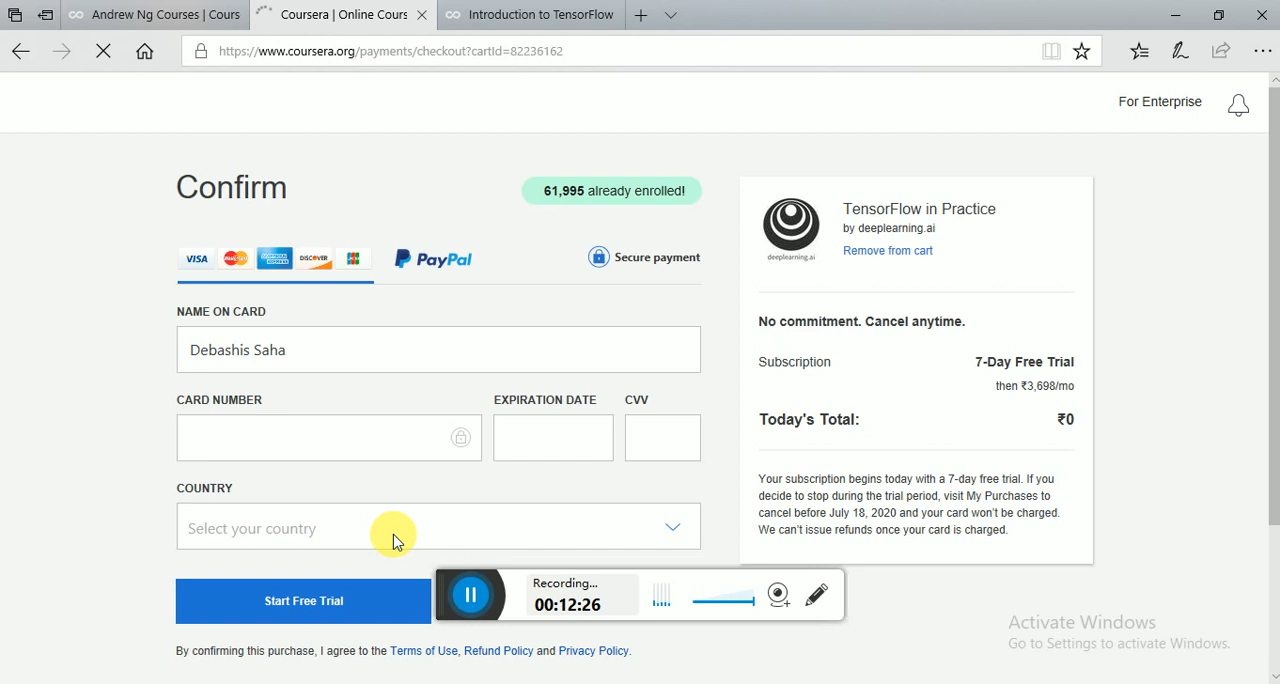 Andrew Ng Courses | Cours
Coursera | Online Cours
Introduction to TensorFlow
https://www.coursera.org/payments/checkout?cartId=82236162
For Enterprise
Confirm
61,995 already enrolled!
VISA
DISCOVER
PayPal
Secure payment
NAME ON CARD
Debashis Saha
CARD NUMBER
EXPIRATION DATE
CVV
COUNTRY
Select your country
Start Free Trial
By confirming this purchase, I agree to the Terms of Use, Refund Policy and Privacy Policy.
deeplearning.ai
TensorFlow in Practice
by deeplearning.ai
Remove from cart
No commitment. Cancel anytime.
Subscription
7-Day Free Trial
then ₹3,698/mo
Today's Total:
₹0
Your subscription begins today with a 7-day free trial. If you
decide to stop during the trial period, visit My Purchases to
cancel before July 18, 2020 and your card won't be charged.
We can't issue refunds once your card is charged.
Recording...
00:12:26
Activate Windows
Go to Settings to activate Windows.